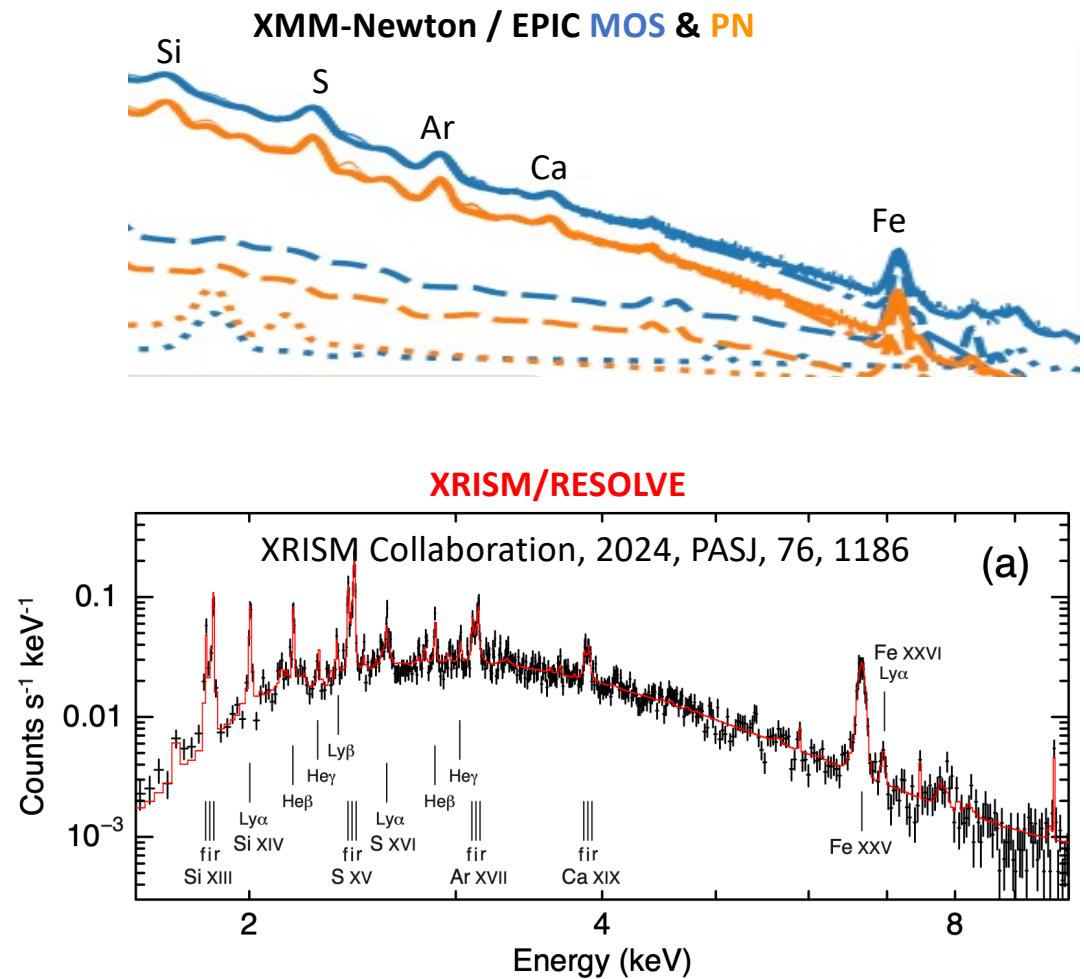 XMM-Newton / EPIC MOS & PN
Si
S
Ar
Ca
Fe
XRISM/RESOLVE
XRISM Collaboration, 2024, PASJ, 76, 1186
(a)
Counts s⁻¹ keV⁻¹
0.1
0.01
10⁻³
Fe XXVI
Lyα
Lyβ
Heγ
Heγ
Heβ
Heβ
Lyα
Si XIV
Lyα
S XVI
f i r
Si XIII
f i r
S XV
f i r
Ar XVII
f i r
Ca XIX
Fe XXV
2
4
8
Energy (keV)